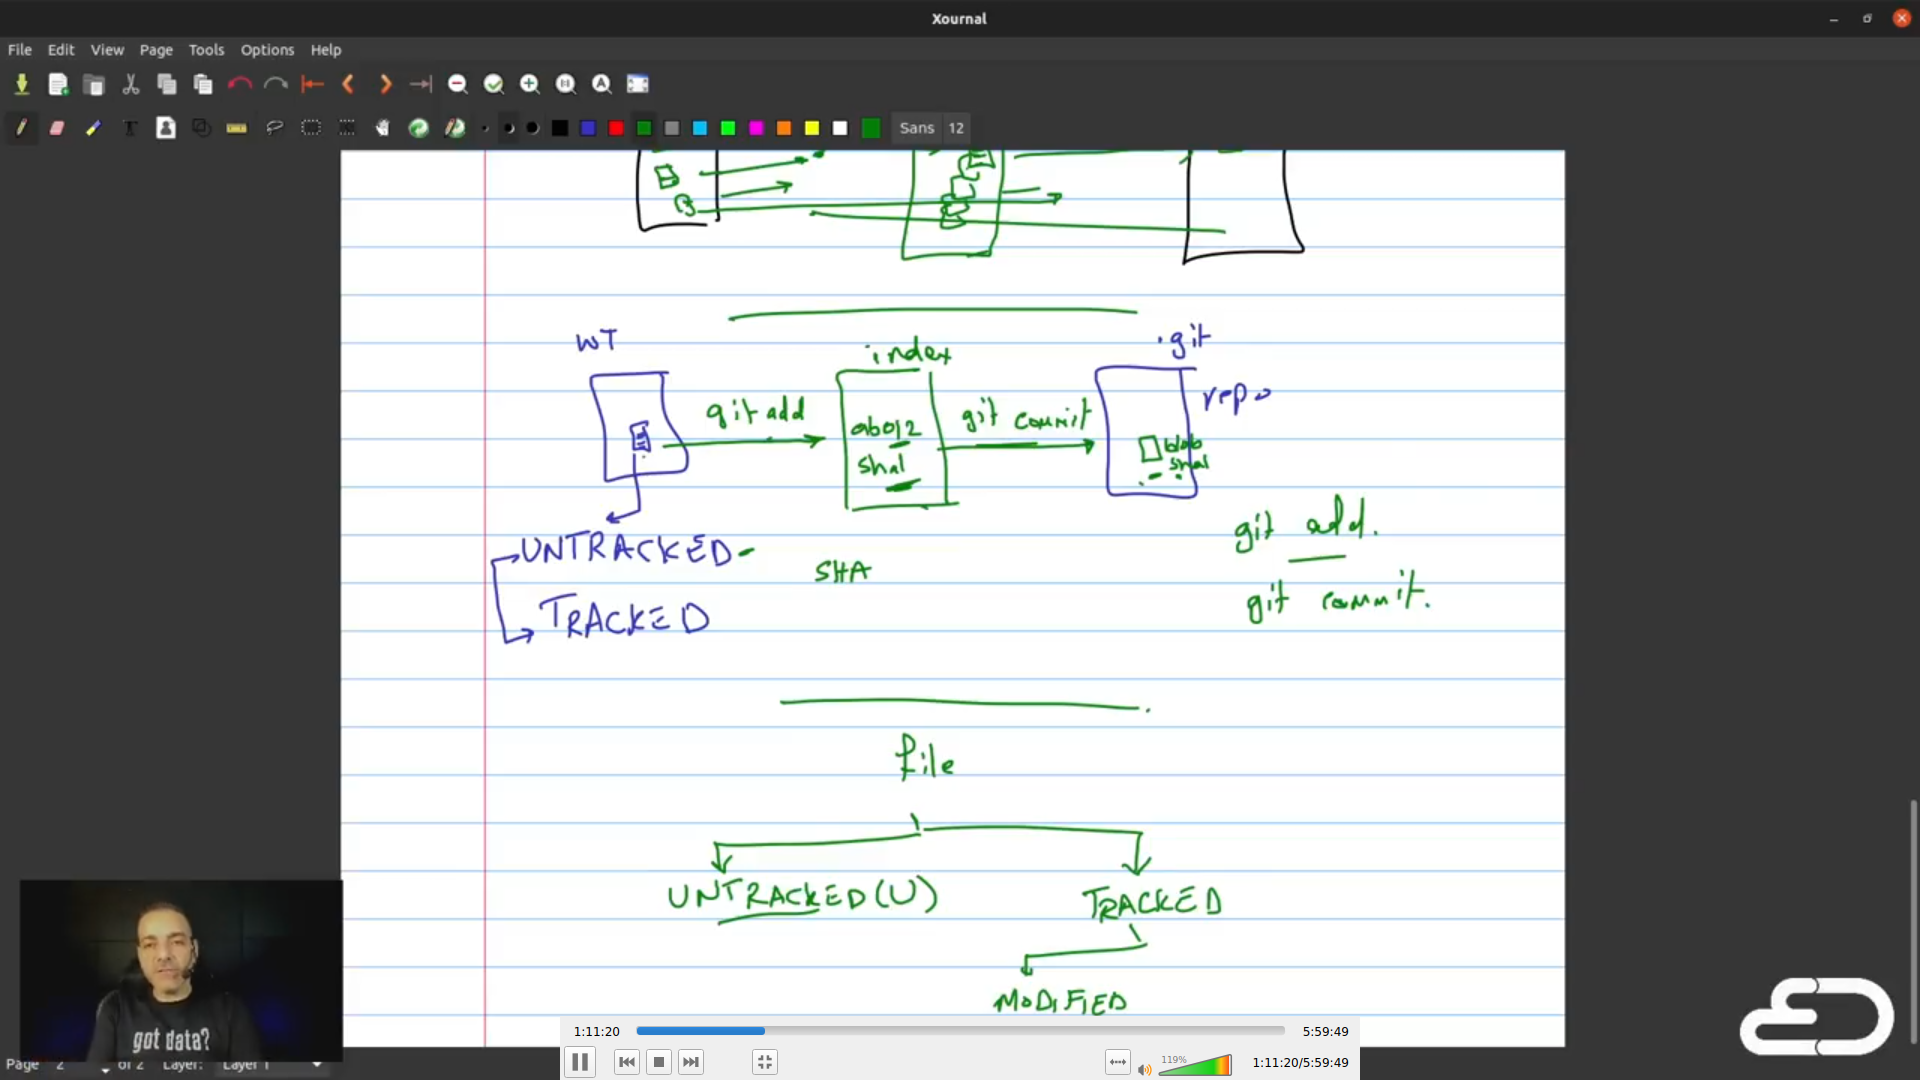 Xournal
File Edit View Page Tools Options Help
Sans 12
WT
index
.git
repo
git add
git commit
ab012
sha1
blob
sha1
UNTRACKED
TRACKED
SHA
git add.
git commit.
file
UNTRACKED (U)
TRACKED
MODIFIED
got data?
Page 2 of 2 Layer: Layer 1
1:11:20
5:59:49
119%
1:11:20/5:59:49